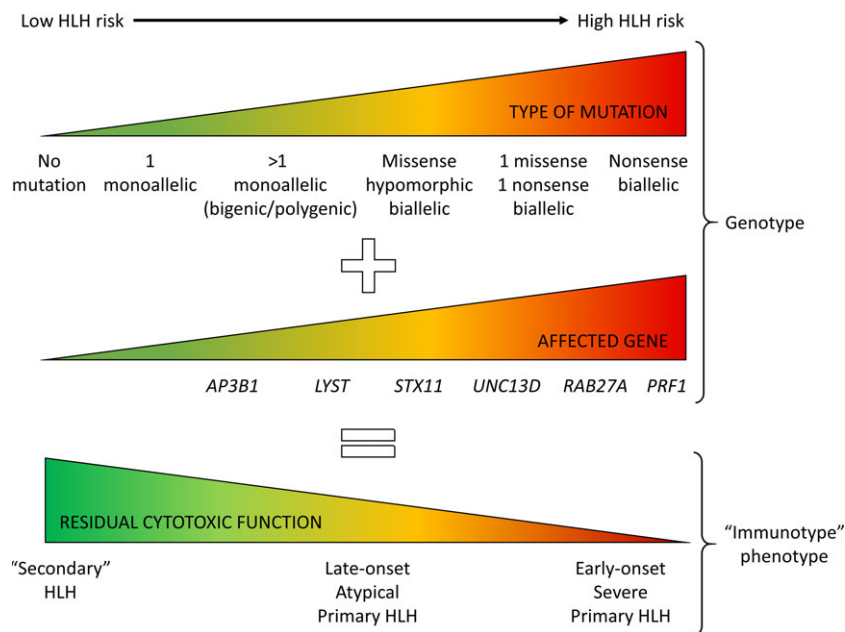 Low HLH risk
High HLH risk
TYPE OF MUTATION
No
mutation
1
monoallelic
>1
monoallelic
(bigenic/polygenic)
Missense
hypomorphic
biallelic
1 missense
1 nonsense
biallelic
Nonsense
biallelic
Genotype
AFFECTED GENE
AP3B1
LYST
STX11
UNC13D
RAB27A
PRF1
RESIDUAL CYTOTOXIC FUNCTION
"Secondary"
HLH
Late-onset
Atypical
Primary HLH
Early-onset
Severe
Primary HLH
“Immunotype”
phenotype